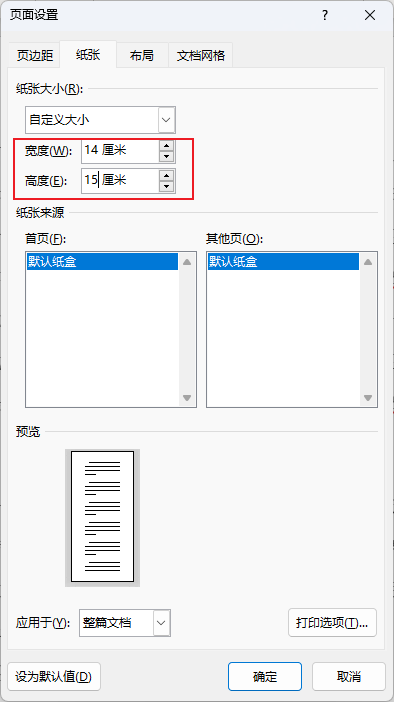 页面设置
?
页边距 纸张 布局 文档网格
纸张大小(R):
自定义大小
宽度(W): 14 厘米
高度(E): 15 厘米
纸张来源
首页(F): 其他页(O):
默认纸盒 默认纸盒
预览
应用于(Y): 整篇文档 打印选项(T)...
设为默认值(D) 确定 取消